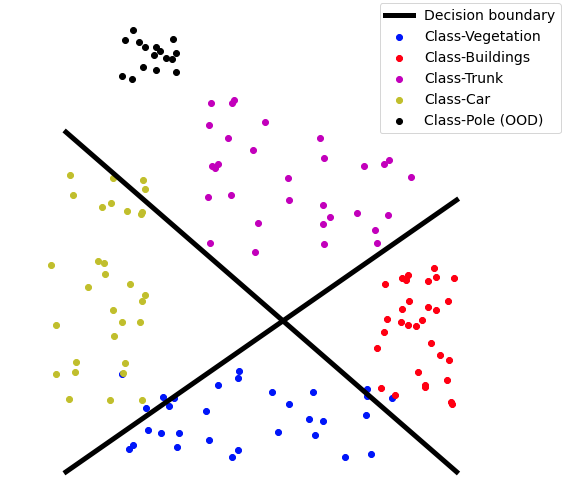 Decision boundary
Class-Vegetation
Class-Buildings
Class-Trunk
Class-Car
Class-Pole (OOD)